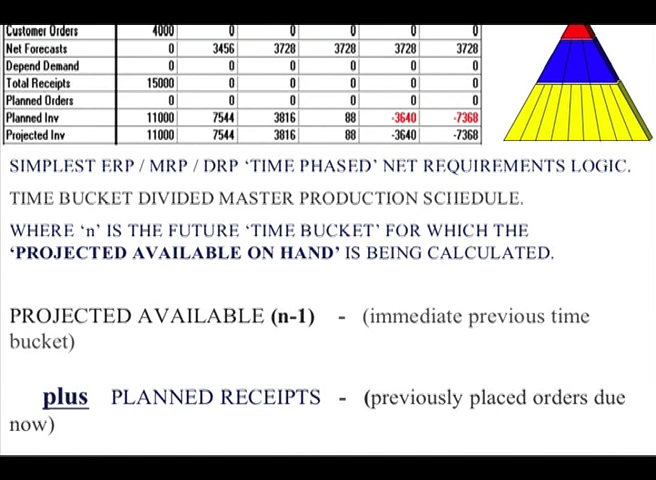 Customer Orders 4000 0 0 0 0 0
Net Forecasts 0 3456 3728 3728 3728 3728
Depend Demand 0 0 0 0 0 0
Total Receipts 15000 0 0 0 0 0
Planned Orders 0 0 0 0 0 0
Planned Inv 11000 7544 3816 88 -3640 -7368
Projected Inv 11000 7544 3816 88 -3640 -7368
SIMPLEST ERP / MRP / DRP ‘TIME PHASED’ NET REQUIREMENTS LOGIC.
TIME BUCKET DIVIDED MASTER PRODUCTION SCHEDULE.
WHERE ‘n’ IS THE FUTURE ‘TIME BUCKET’ FOR WHICH THE
‘PROJECTED AVAILABLE ON HAND’ IS BEING CALCULATED.
PROJECTED AVAILABLE (n-1) - (immediate previous time
bucket)
plus PLANNED RECEIPTS - (previously placed orders due
now)